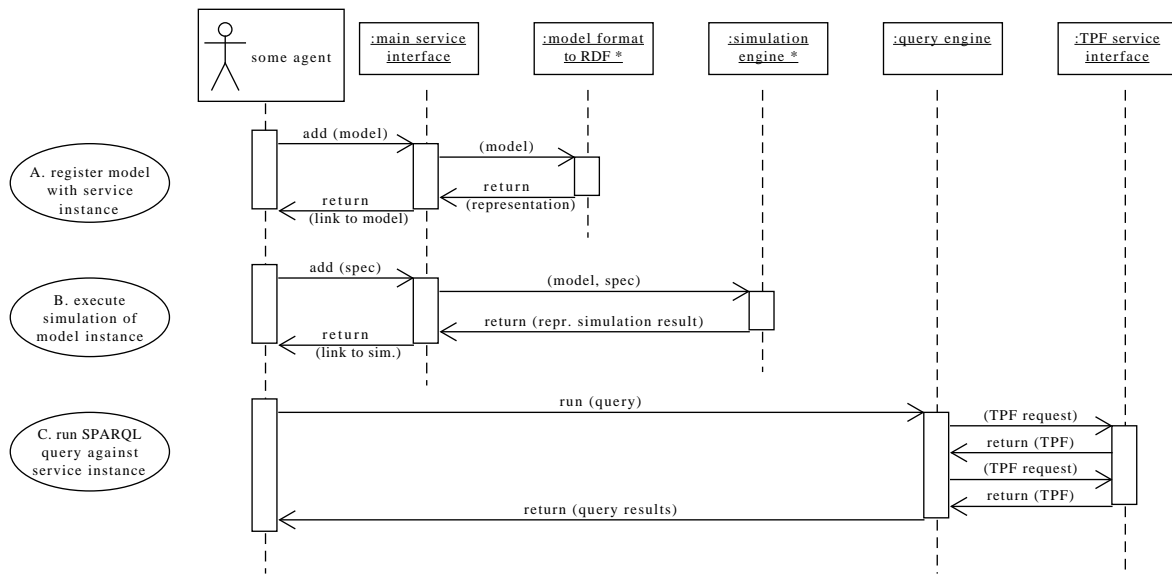 some agent
:main service
interface
:model format
to RDF *
:simulation
engine *
:query engine
:TPF service
interface
A. register model
with service
instance
add (model)
(model)
return
(representation)
return
(link to model)
B. execute
simulation of
model instance
add (spec)
(model, spec)
return (repr. simulation result)
return
(link to sim.)
C. run SPARQL
query against
service instance
run (query)
(TPF request)
return (TPF)
(TPF request)
return (TPF)
return (query results)